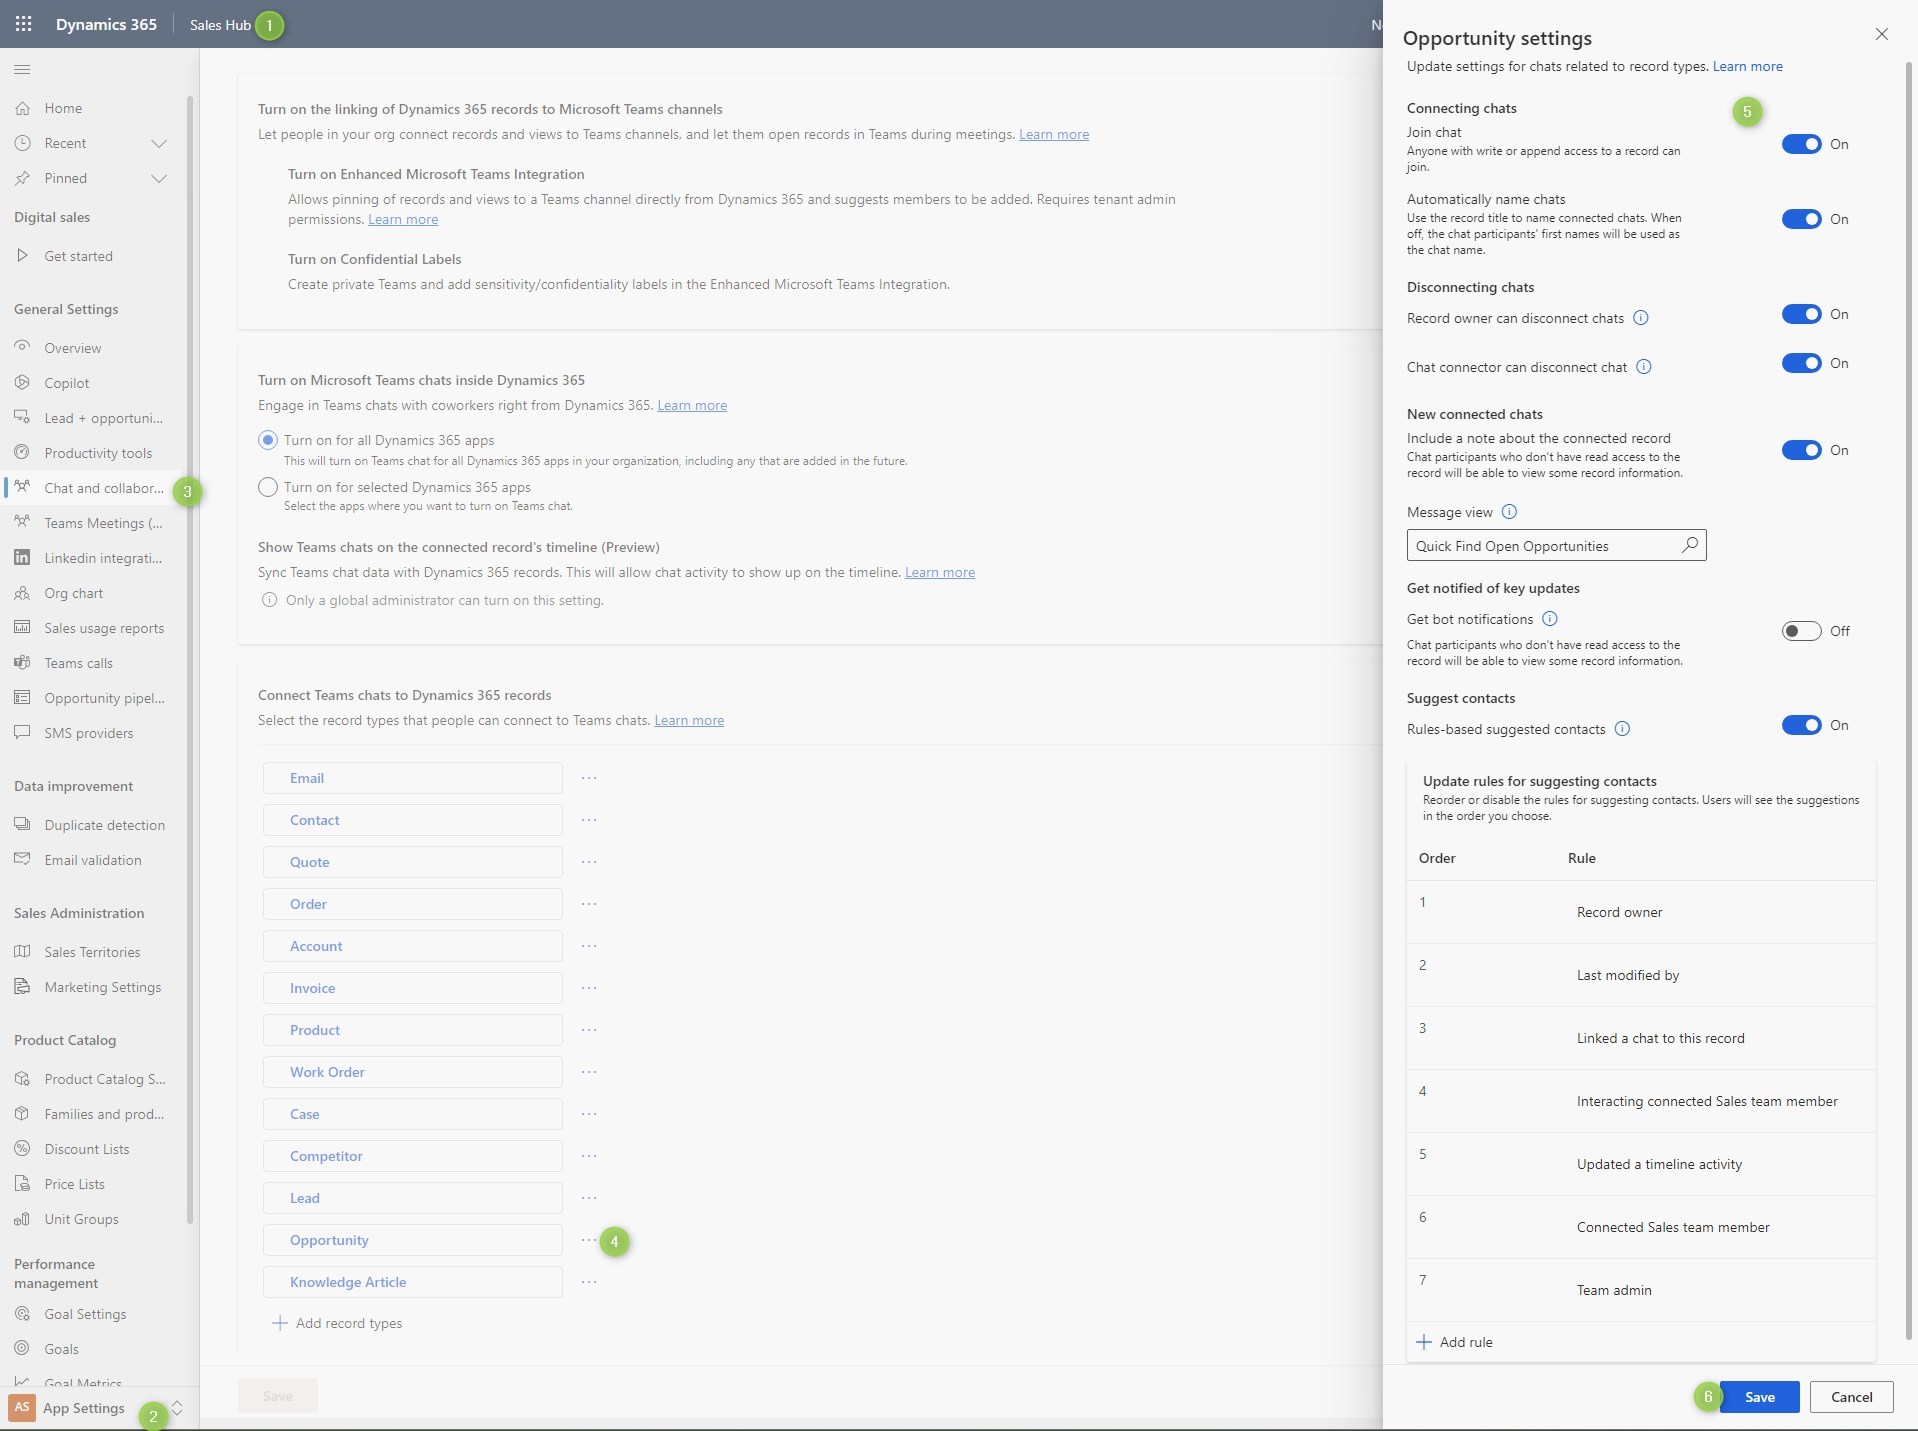 Dynamics 365
Sales Hub
1
Home
Recent
Pinned
Digital sales
Get started
General Settings
Overview
Copilot
Lead + opportuni...
Productivity tools
Chat and collabor...
3
Teams Meetings (...
Linkedin integrati...
Org chart
Sales usage reports
Teams calls
Opportunity pipel...
SMS providers
Data improvement
Duplicate detection
Email validation
Sales Administration
Sales Territories
Marketing Settings
Product Catalog
Product Catalog S...
Families and prod...
Discount Lists
Price Lists
Unit Groups
Performance
management
Goal Settings
Goals
Goal Metrics
AS
App Settings
2
Turn on the linking of Dynamics 365 records to Microsoft Teams channels
Let people in your org connect records and views to Teams channels, and let them open records in Teams during meetings. Learn more
Turn on Enhanced Microsoft Teams Integration
Allows pinning of records and views to a Teams channel directly from Dynamics 365 and suggests members to be added. Requires tenant admin
permissions. Learn more
Turn on Confidential Labels
Create private Teams and add sensitivity/confidentiality labels in the Enhanced Microsoft Teams Integration.
Turn on Microsoft Teams chats inside Dynamics 365
Engage in Teams chats with coworkers right from Dynamics 365. Learn more
Turn on for all Dynamics 365 apps
This will turn on Teams chat for all Dynamics 365 apps in your organization, including any that are added in the future.
Turn on for selected Dynamics 365 apps
Select the apps where you want to turn on Teams chat.
Show Teams chats on the connected record's timeline (Preview)
Sync Teams chat data with Dynamics 365 records. This will allow chat activity to show up on the timeline. Learn more
Only a global administrator can turn on this setting.
Connect Teams chats to Dynamics 365 records
Select the record types that people can connect to Teams chats. Learn more
Email ...
Contact ...
Quote ...
Order ...
Account ...
Invoice ...
Product ...
Work Order ...
Case ...
Competitor ...
Lead ...
Opportunity ... 4
Knowledge Article ...
Add record types
Save
Opportunity settings
Update settings for chats related to record types. Learn more
Connecting chats
5
Join chat
Anyone with write or append access to a record can
join.
On
Automatically name chats
Use the record title to name connected chats. When
off, the chat participants' first names will be used as
the chat name.
On
Disconnecting chats
Record owner can disconnect chats
On
Chat connector can disconnect chat
On
New connected chats
Include a note about the connected record
Chat participants who don't have read access to the
record will be able to view some record information.
On
Message view
Quick Find Open Opportunities
Get notified of key updates
Get bot notifications
Chat participants who don't have read access to the
record will be able to view some record information.
Off
Suggest contacts
Rules-based suggested contacts
On
Update rules for suggesting contacts
Reorder or disable the rules for suggesting contacts. Users will see the suggestions
in the order you choose.
Order Rule
1 Record owner
2 Last modified by
3 Linked a chat to this record
4 Interacting connected Sales team member
5 Updated a timeline activity
6 Connected Sales team member
7 Team admin
Add rule
6
Save
Cancel